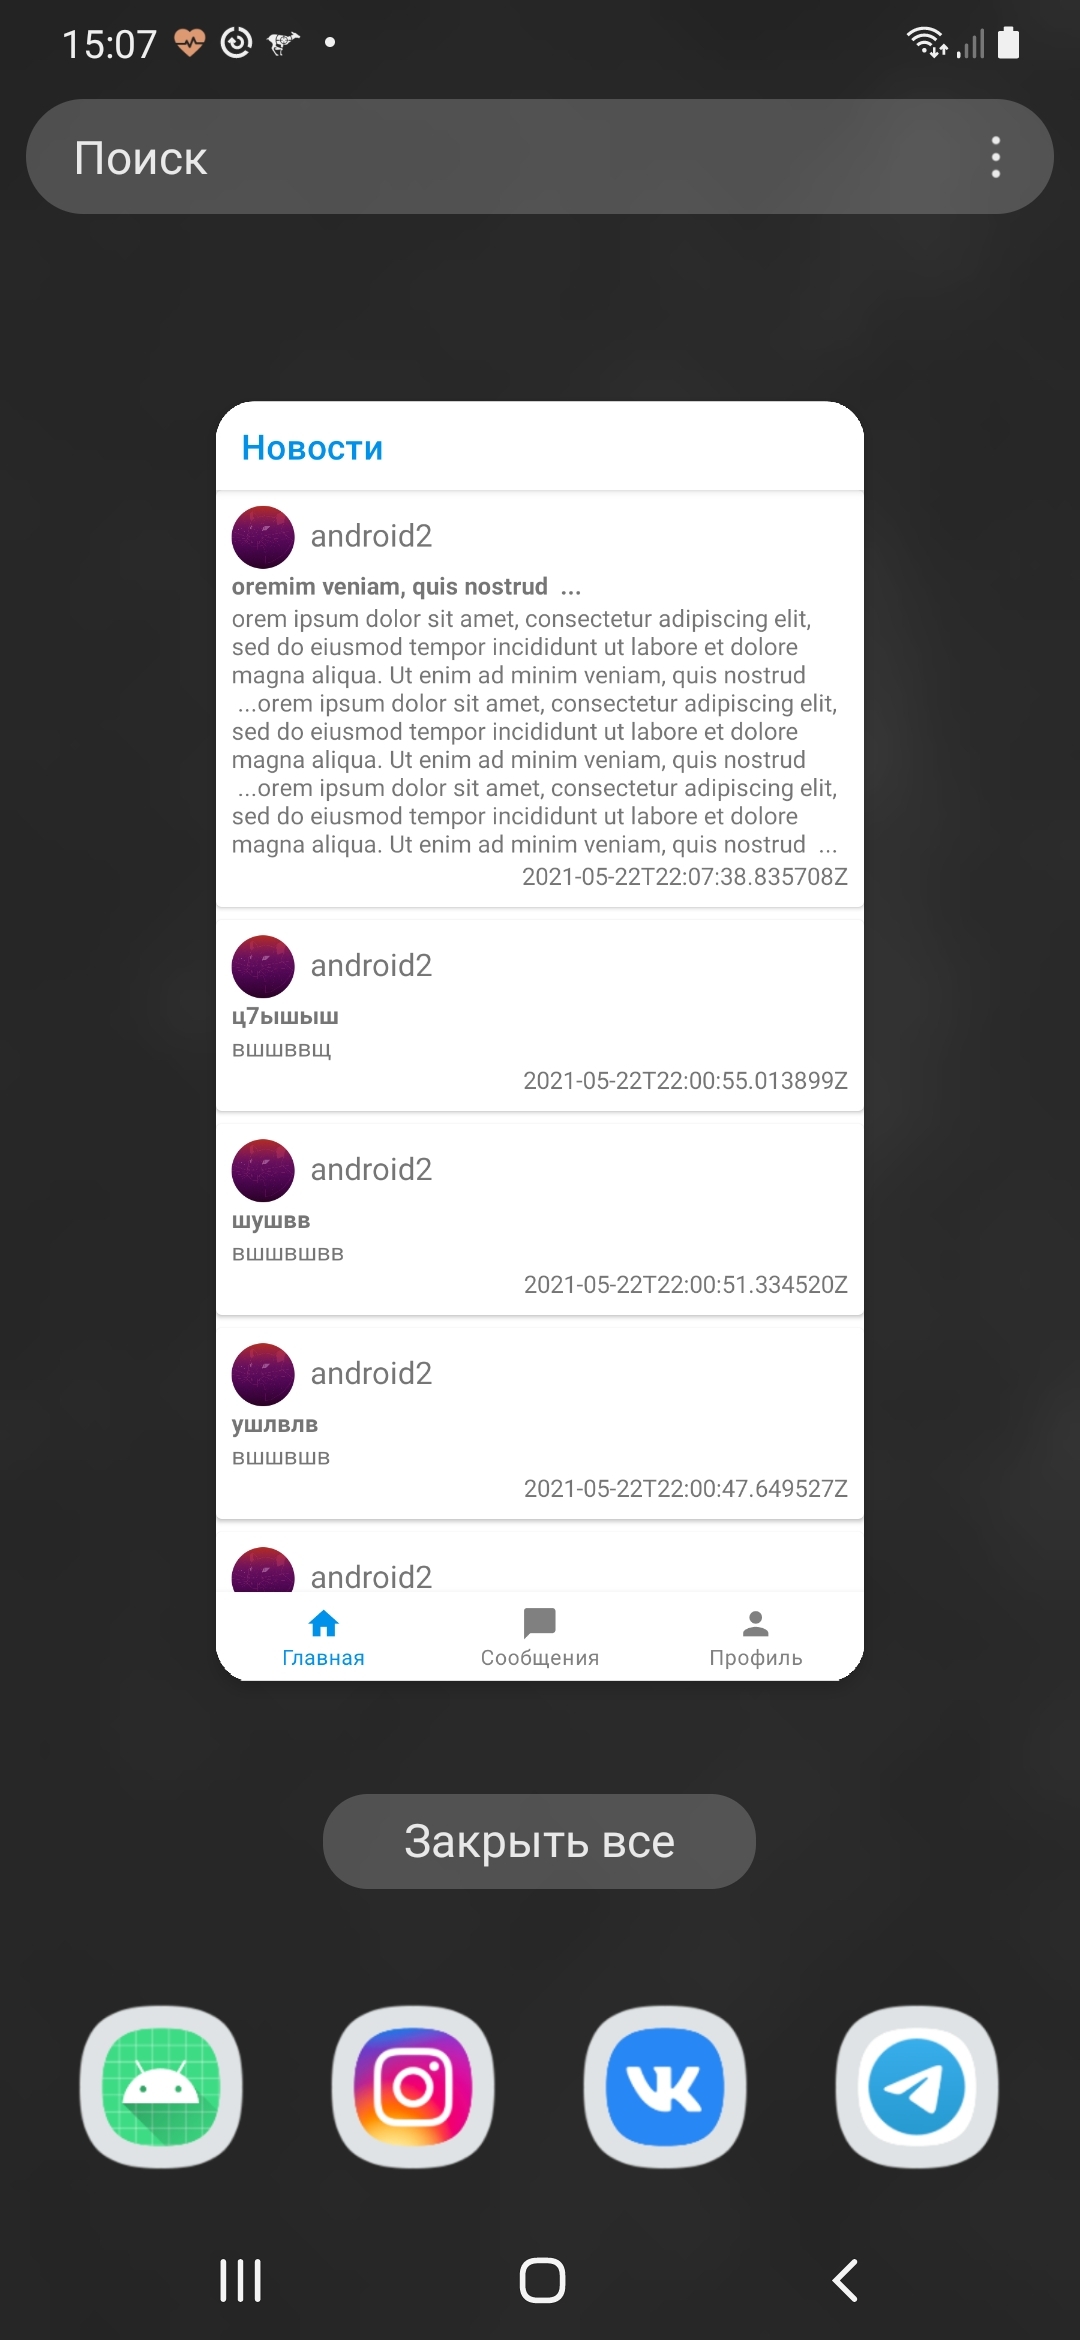 15:07
Поиск
Новости
android2
oremim veniam, quis nostrud  ...
orem ipsum dolor sit amet, consectetur adipiscing elit,
sed do eiusmod tempor incididunt ut labore et dolore
magna aliqua. Ut enim ad minim veniam, quis nostrud
...orem ipsum dolor sit amet, consectetur adipiscing elit,
sed do eiusmod tempor incididunt ut labore et dolore
magna aliqua. Ut enim ad minim veniam, quis nostrud
...orem ipsum dolor sit amet, consectetur adipiscing elit,
sed do eiusmod tempor incididunt ut labore et dolore
magna aliqua. Ut enim ad minim veniam, quis nostrud  ...
2021-05-22T22:07:38.835708Z
android2
ц7ышыш
вшшввщ
2021-05-22T22:00:55.013899Z
android2
шушвв
вшшвшвв
2021-05-22T22:00:51.334520Z
android2
ушлвлв
вшшвшв
2021-05-22T22:00:47.649527Z
android2
Главная
Сообщения
Профиль
Закрыть все